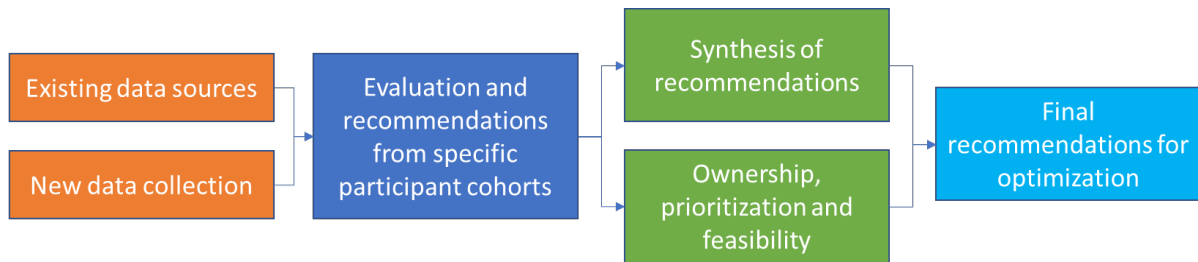 Existing data sources
New data collection
Evaluation and
recommendations
from specific
participant cohorts
Synthesis of
recommendations
Ownership,
prioritization and
feasibility
Final
recommendations for
optimization